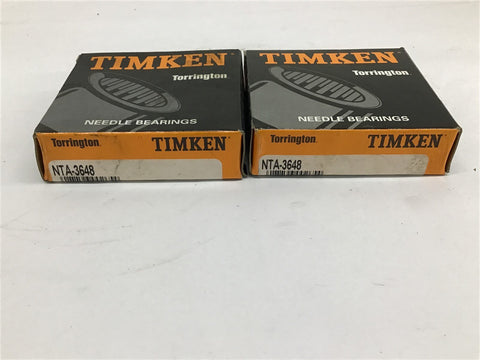 TIMKEN
Torrington
NEEDLE BEARINGS
Torrington TIMKEN
NTA-3648
TIMKEN
Torrington
NEEDLE BEARINGS
Torrington TIMKEN
NTA-3648